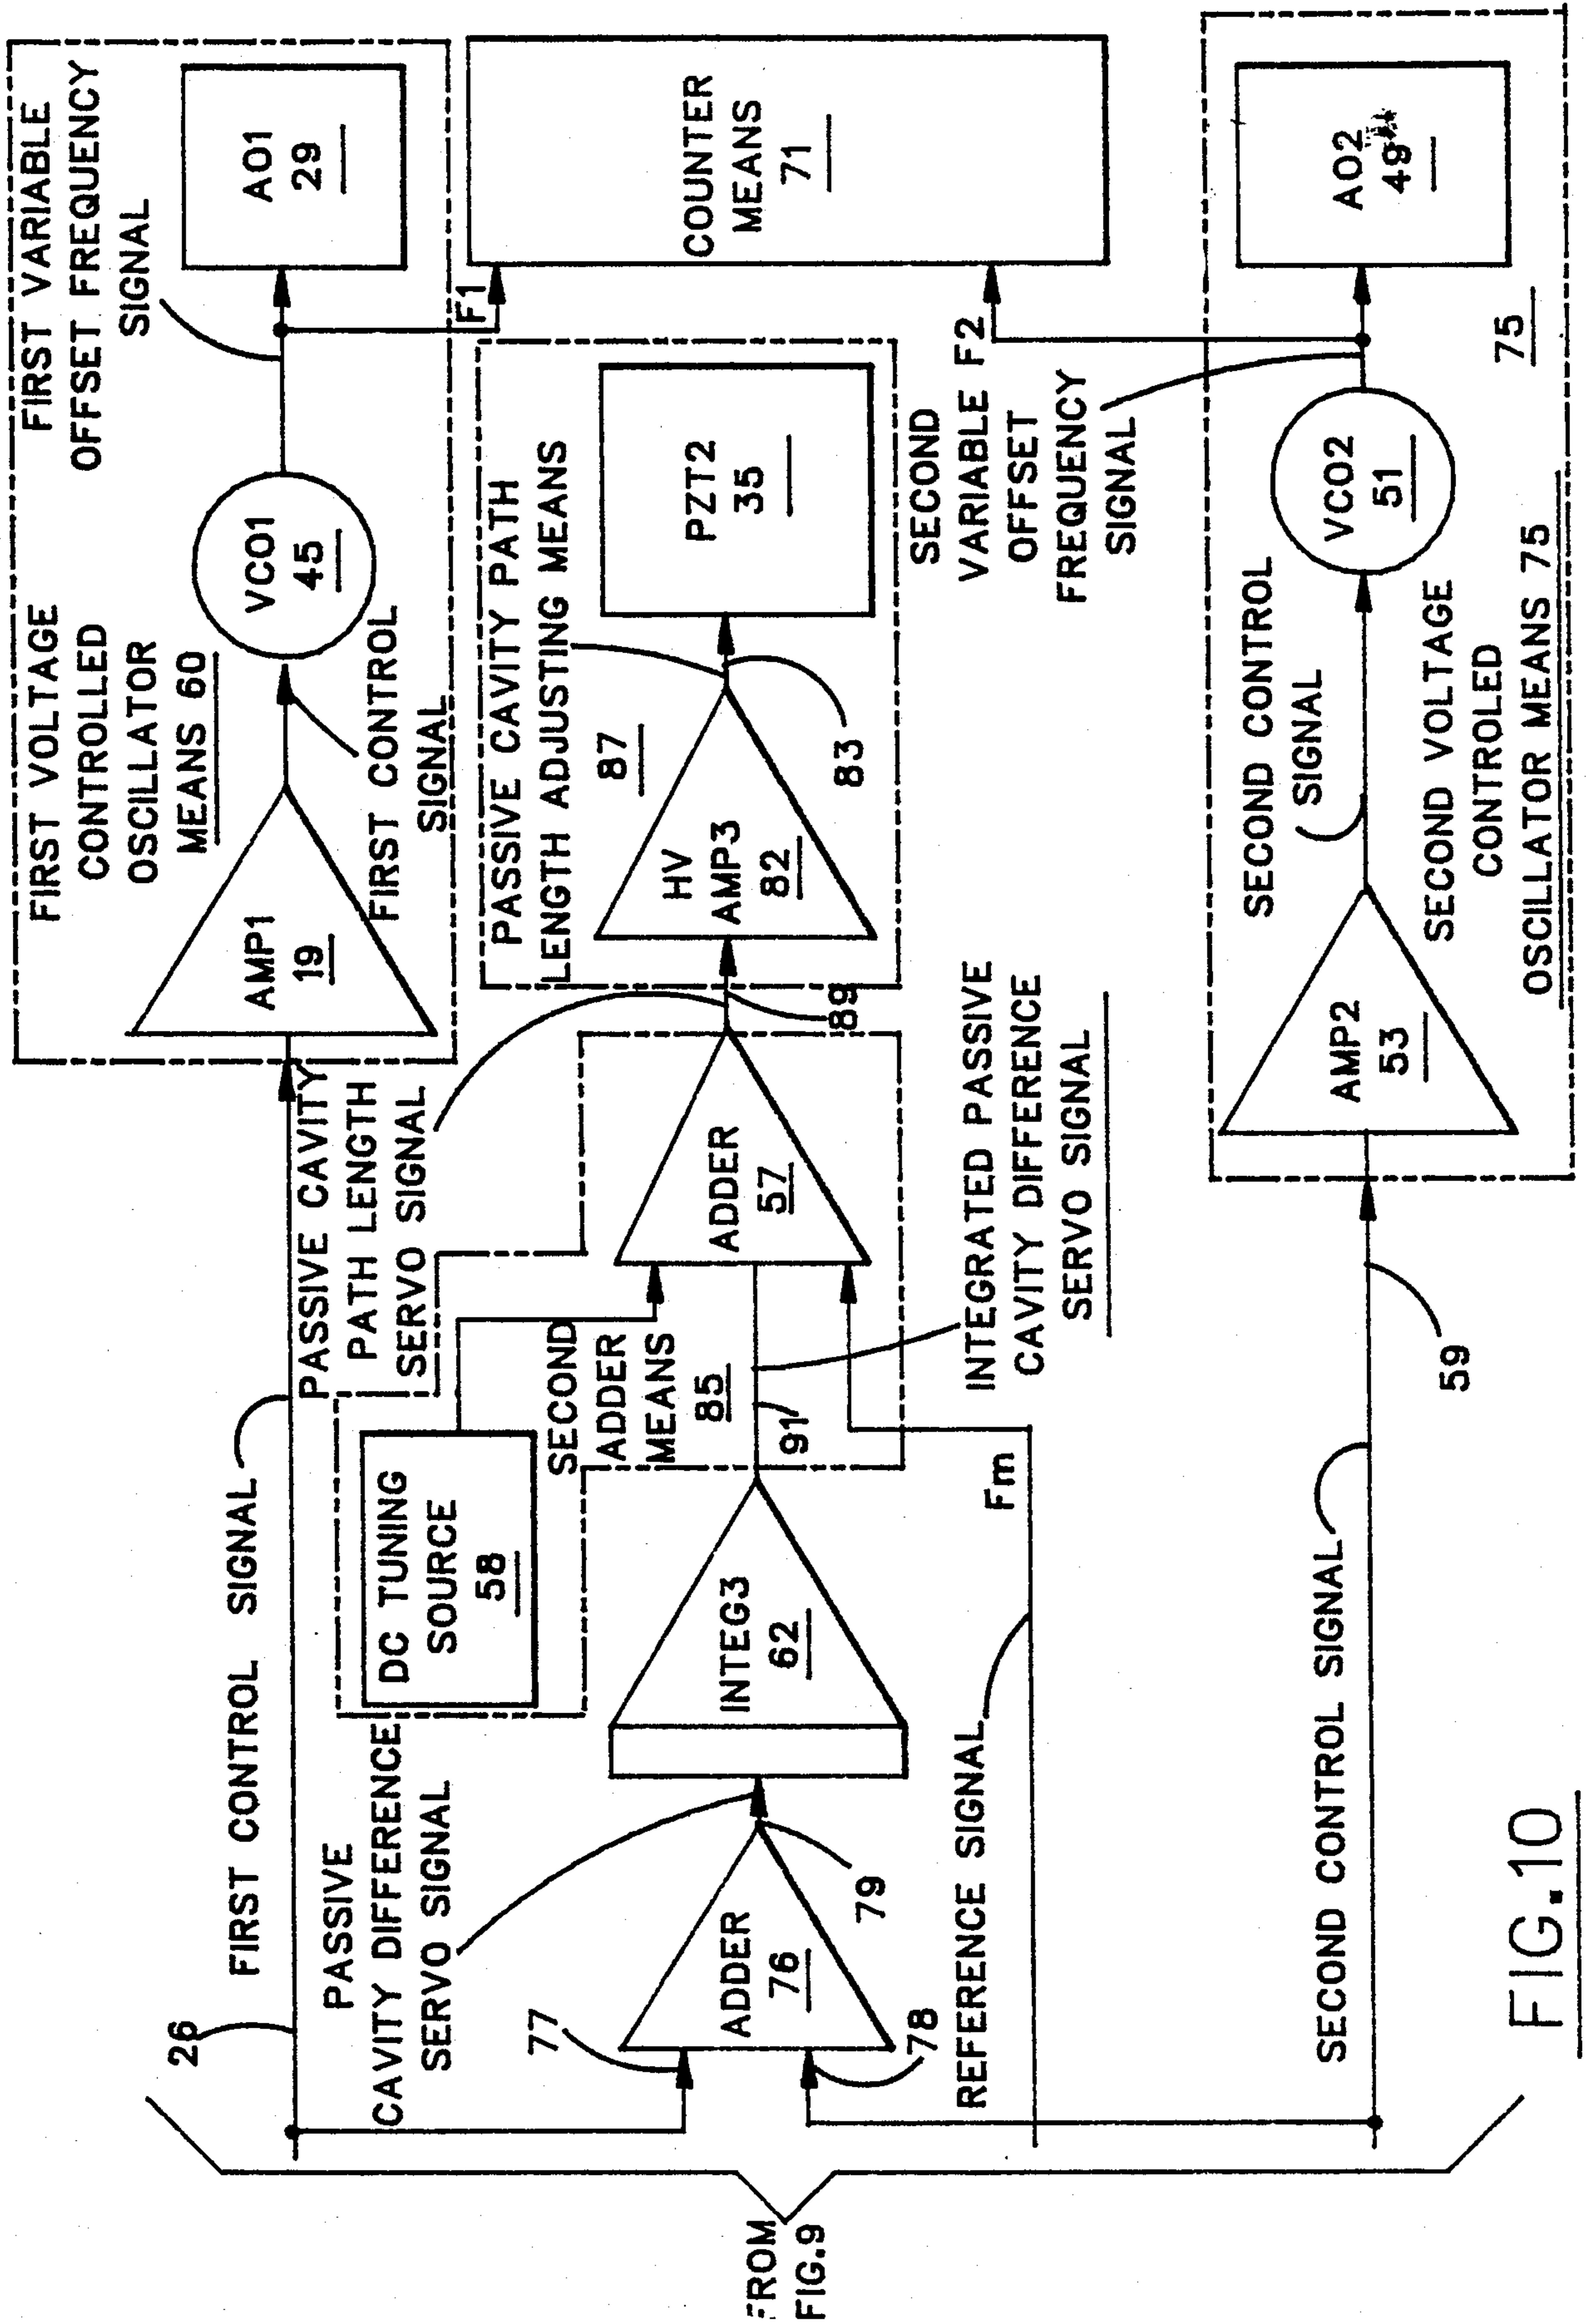 FIRST VOLTAGE
CONTROLLED
OSCILLATOR
MEANS 60
FIRST VARIABLE
OFFSET FREQUENCY
SIGNAL
AMP1
19
VCO1
45
AO1
29
FIRST CONTROL
SIGNAL
26
FIRST CONTROL SIGNAL
F1
PASSIVE CAVITY
PATH LENGTH
SERVO SIGNAL
PASSIVE CAVITY PATH
LENGTH ADJUSTING MEANS
87
HV
AMP3
82
83
PZT2
35
COUNTER
MEANS
71
PASSIVE
CAVITY DIFFERENCE
SERVO SIGNAL
DC TUNING
SOURCE
58
SECOND
ADDER
MEANS
85
ADDER
57
89
77
ADDER
76
78
79
INTEG3
62
91
INTEGRATED PASSIVE
CAVITY DIFFERENCE
SERVO SIGNAL
REFERENCE SIGNAL
Fm
SECOND
VARIABLE F2
OFFSET
FREQUENCY
SIGNAL
FROM
FIG.9
SECOND CONTROL SIGNAL
59
SECOND CONTROL
SIGNAL
AMP2
53
VCO2
51
AO2
49
SECOND VOLTAGE
CONTROLED
OSCILLATOR MEANS 75
75
FIG.10